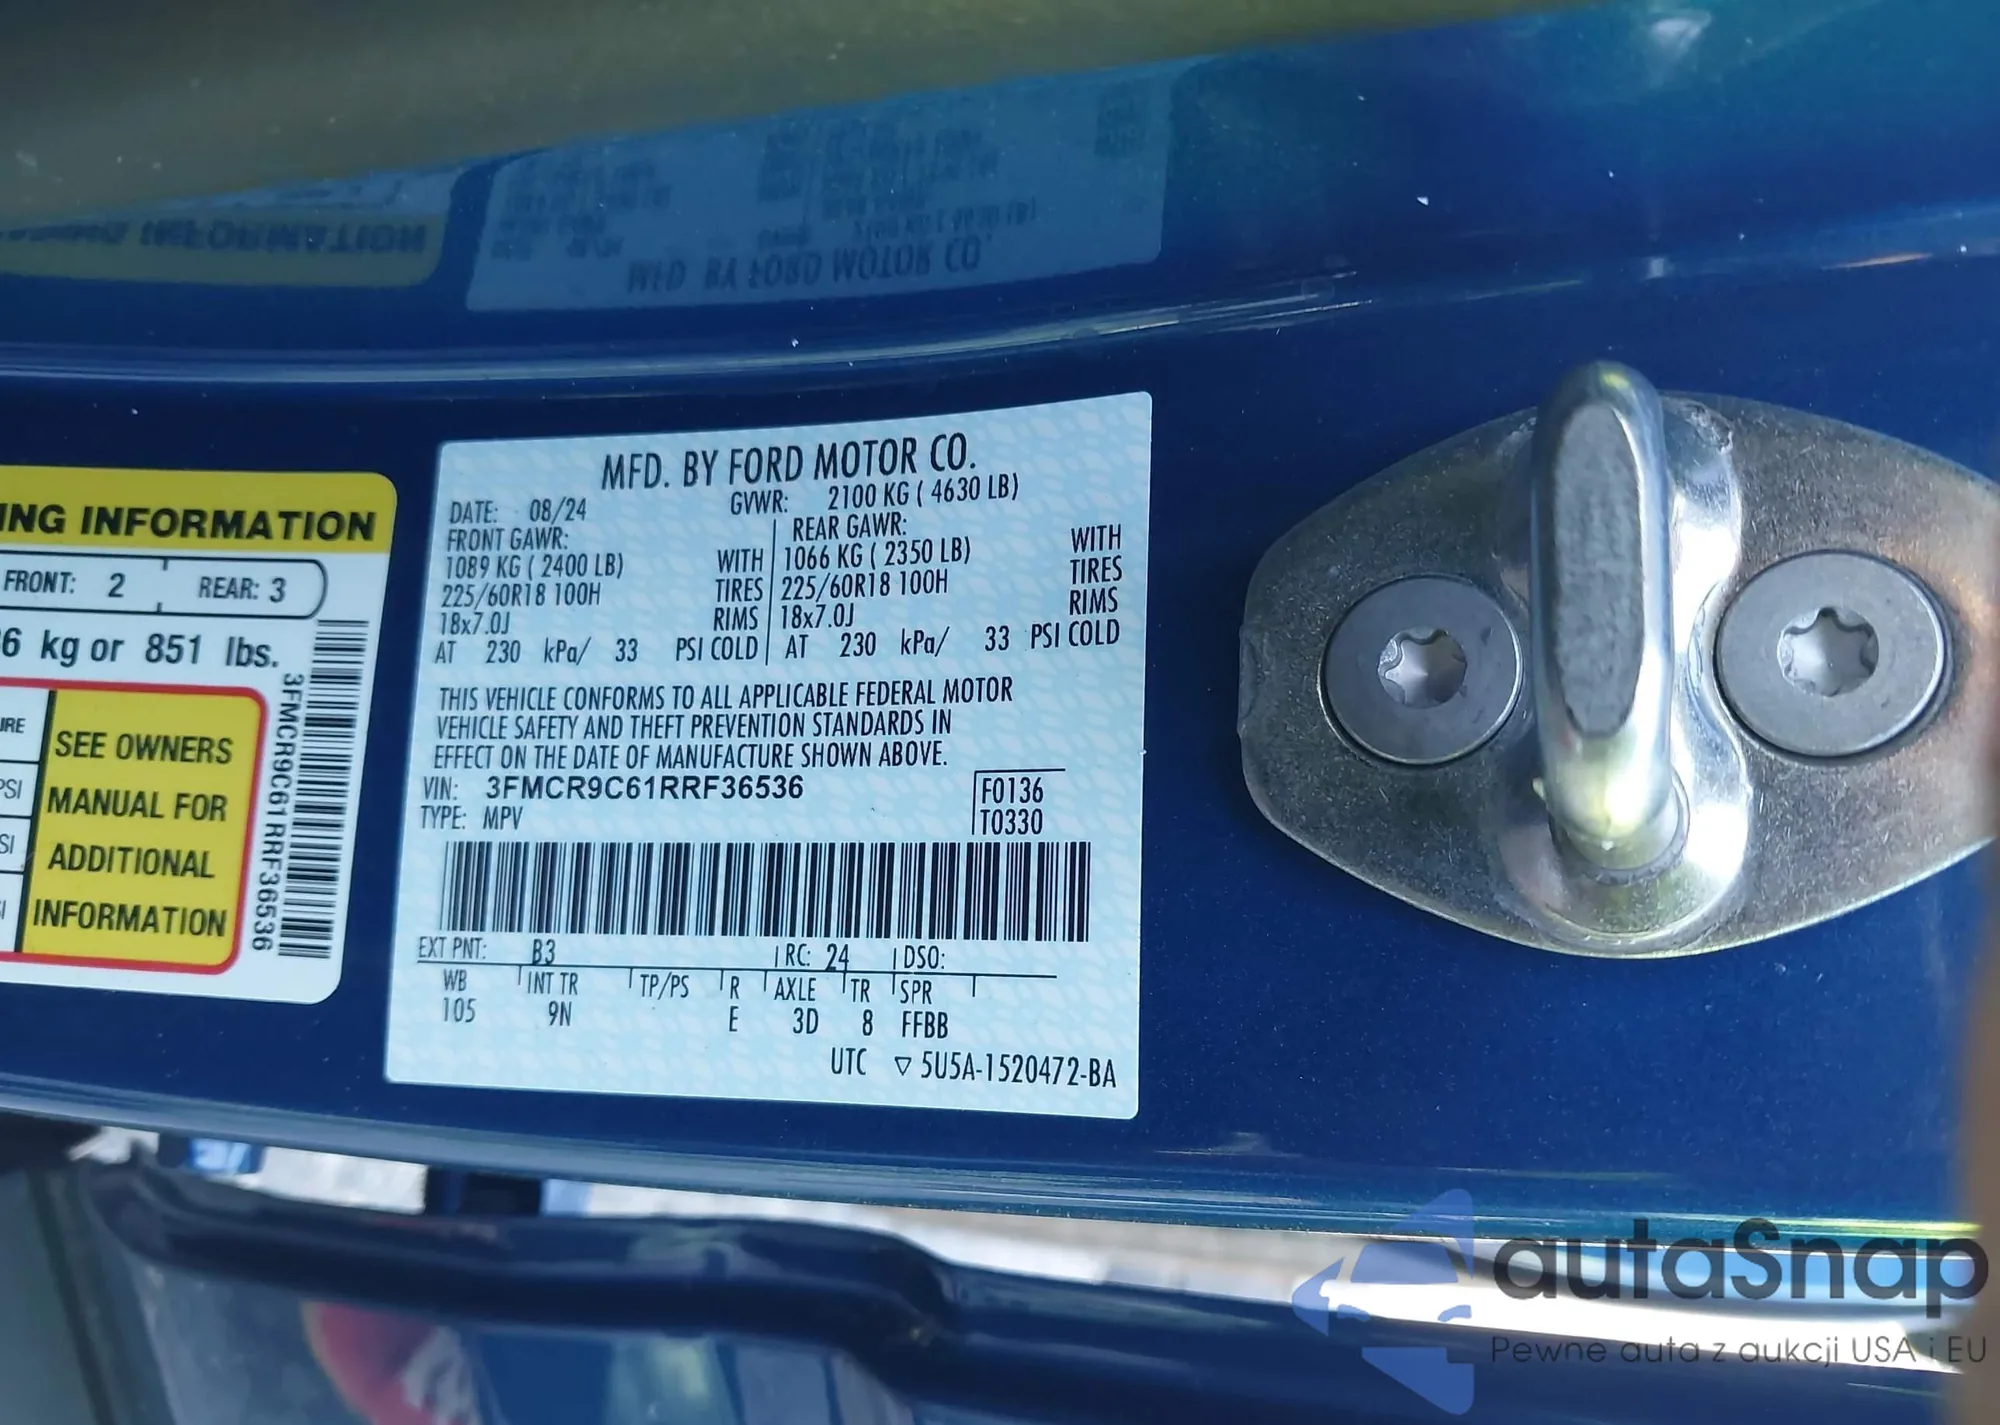 ING INFORMATION
FRONT: 2 REAR: 3
6 kg or 851 lbs.
URE
PSI
SI
SEE OWNERS
MANUAL FOR
ADDITIONAL
INFORMATION
3FMCR9C61RRF36536
MFD. BY FORD MOTOR CO.
DATE: 08/24 GVWR: 2100 KG ( 4630 LB)
FRONT GAWR: REAR GAWR:
1089 KG ( 2400 LB) WITH 1066 KG ( 2350 LB) WITH
225/60R18 100H TIRES 225/60R18 100H TIRES
18x7.0J RIMS 18x7.0J RIMS
AT 230 kPa/ 33 PSI COLD AT 230 kPa/ 33 PSI COLD
THIS VEHICLE CONFORMS TO ALL APPLICABLE FEDERAL MOTOR
VEHICLE SAFETY AND THEFT PREVENTION STANDARDS IN
EFFECT ON THE DATE OF MANUFACTURE SHOWN ABOVE.
VIN: 3FMCR9C61RRF36536 F0136
TYPE: MPV T0330
EXT PNT: B3 RC: 24 DSO:
WB INT TR TP/PS R AXLE TR SPR
105 9N E 3D 8 FFBB
UTC ▽ 5U5A-1520472-BA
autaSnap
Pewne auta z aukcji USA i EU